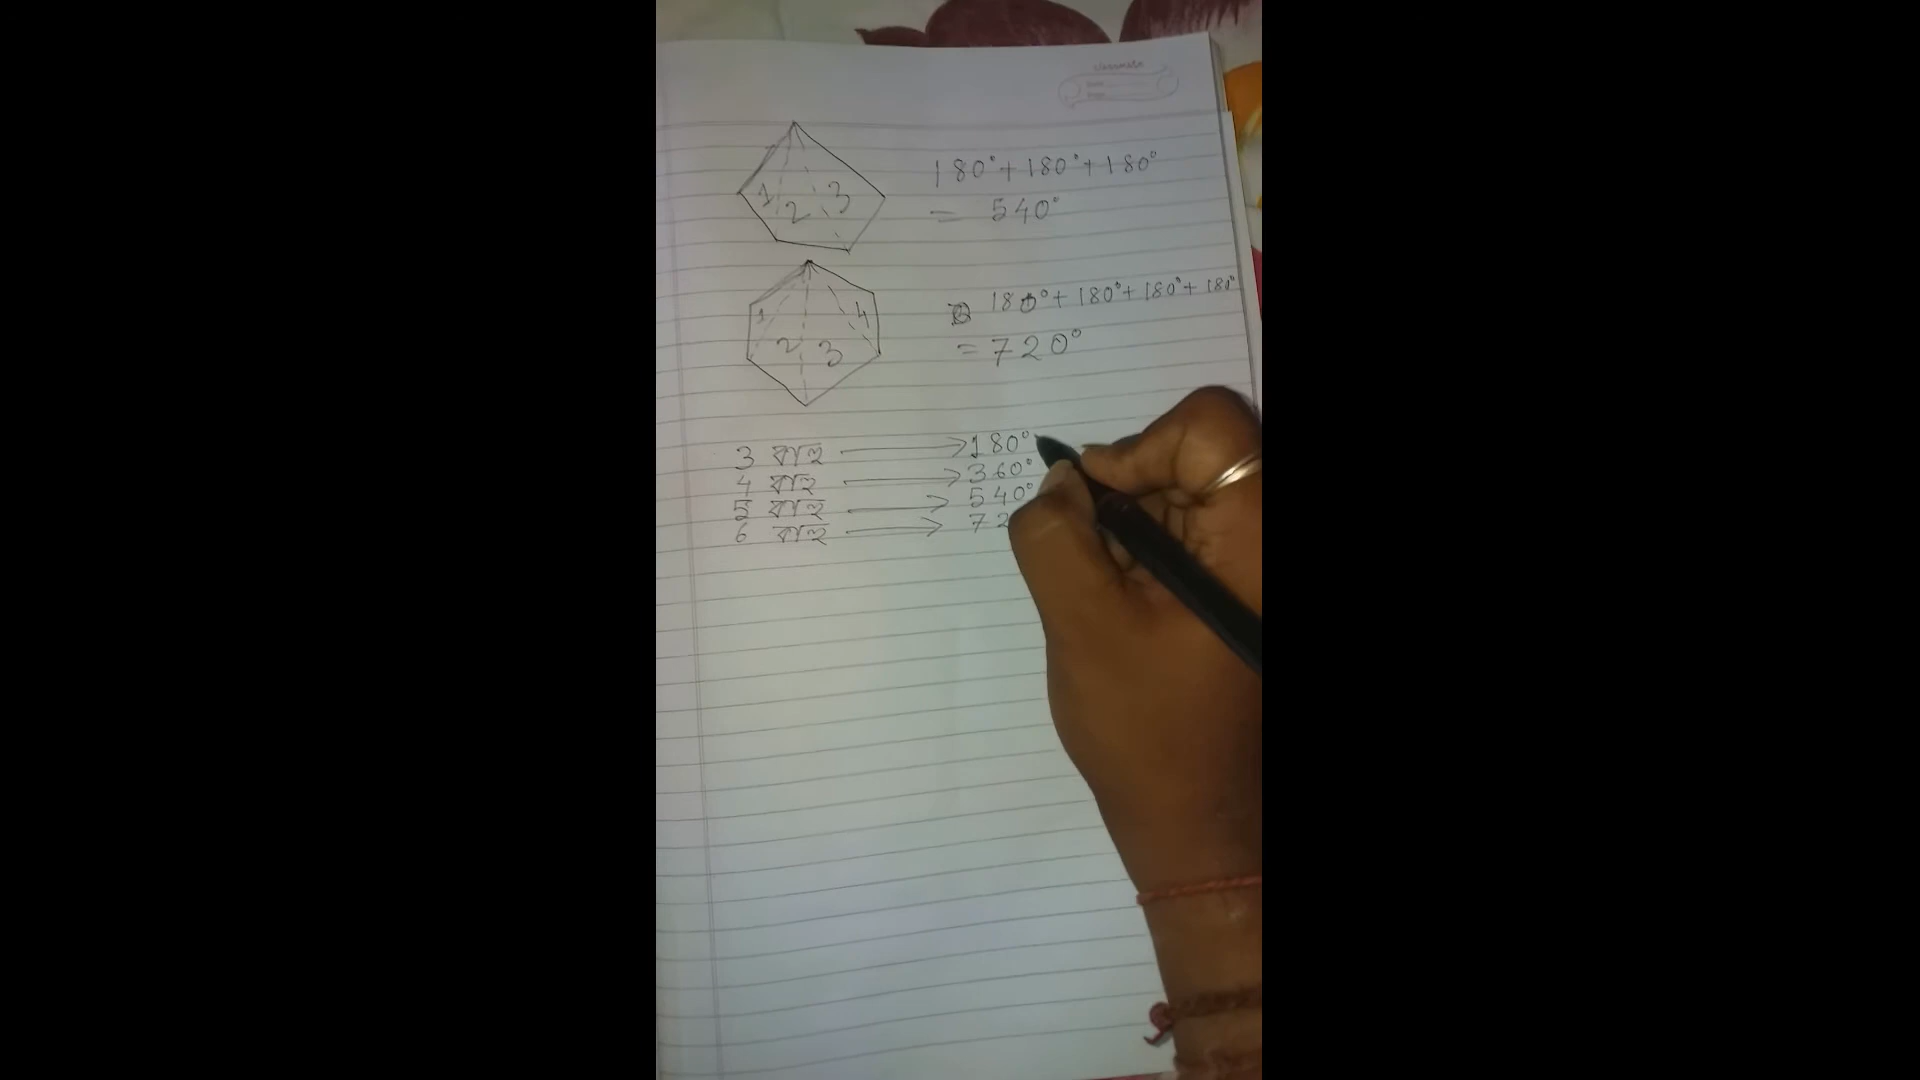 1 2 3
180°+180°+180°
= 540°
1 2 3 4
180°+180°+180°+180°
=720°
3 বাহু → 180°
4 বাহু → 360°
5 বাহু → 540°
6 বাহু → 72